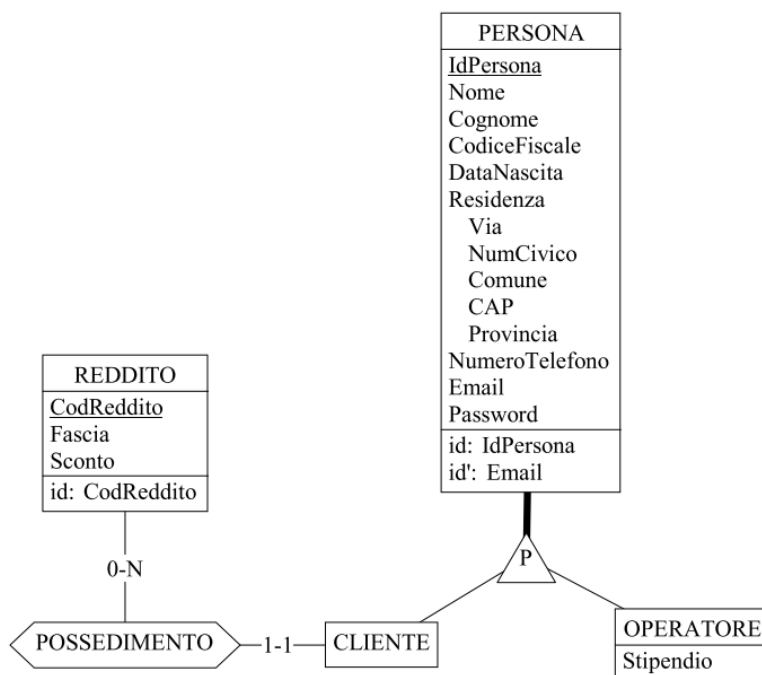 PERSONA
IdPersona
Nome
Cognome
CodiceFiscale
DataNascita
Residenza
Via
NumCivico
Comune
CAP
Provincia
NumeroTelefono
Email
Password
id: IdPersona
id': Email
REDDITO
CodReddito
Fascia
Sconto
id: CodReddito
0-N
P
POSSEDIMENTO
1-1
CLIENTE
OPERATORE
Stipendio